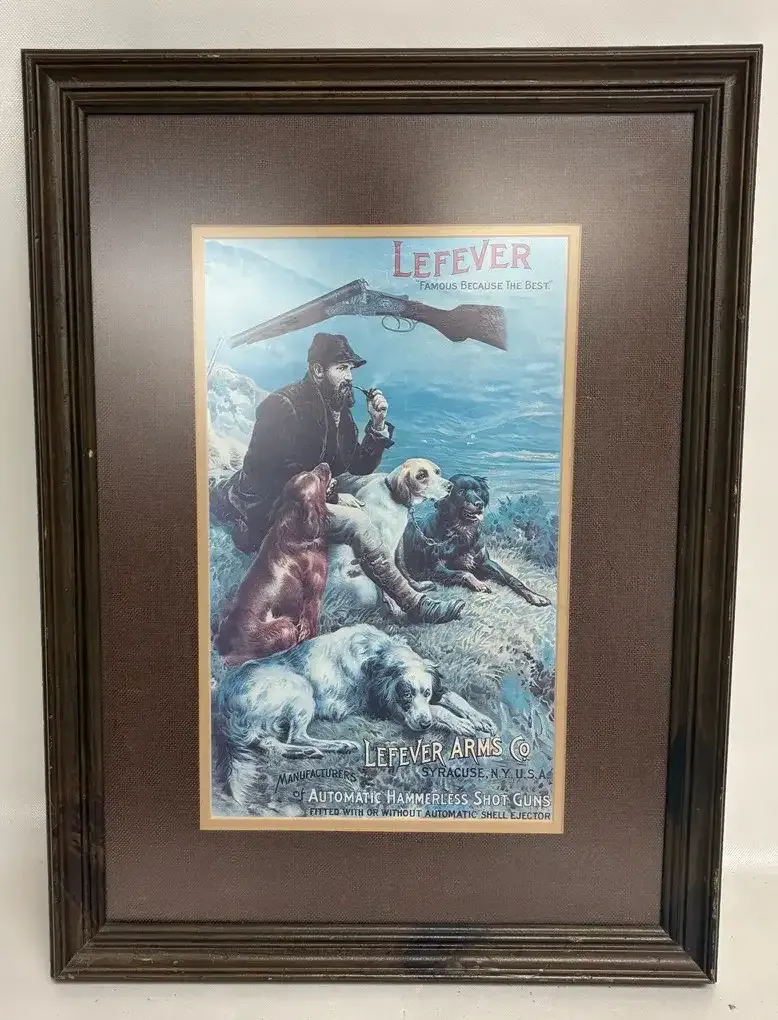 LEFEVER
"FAMOUS BECAUSE THE BEST."
LEFEVER ARMS CO
SYRACUSE, N.Y. U.S.A.
MANUFACTURERS
of AUTOMATIC HAMMERLESS SHOT GUNS
FITTED WITH OR WITHOUT AUTOMATIC SHELL EJECTOR